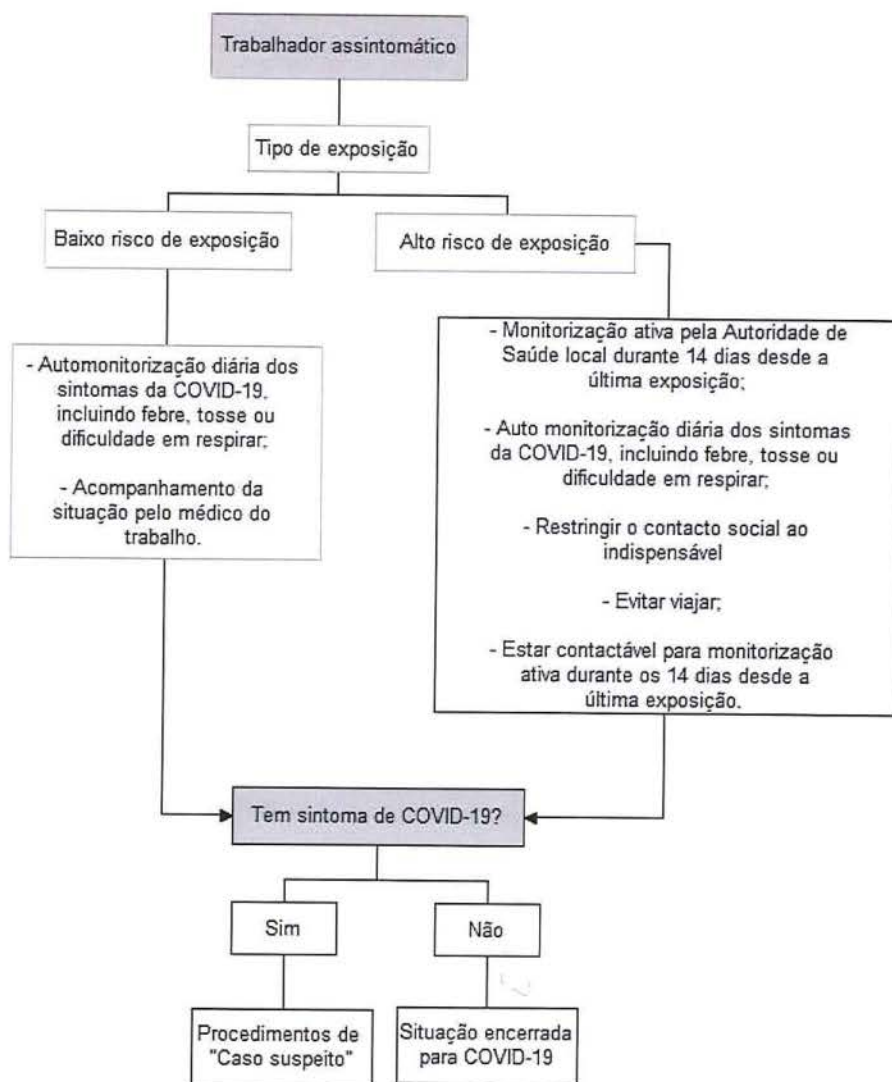 Trabalhador assintomático
Tipo de exposição
Baixo risco de exposição
Alto risco de exposição
- Automonitorização diária dos
sintomas da COVID-19,
incluindo febre, tosse ou
dificuldade em respirar;
- Acompanhamento da
situação pelo médico do
trabalho.
- Monitorização ativa pela Autoridade de
Saúde local durante 14 dias desde a
última exposição;
- Auto monitorização diária dos sintomas
da COVID-19, incluindo febre, tosse ou
dificuldade em respirar;
- Restringir o contacto social ao
indispensável
- Evitar viajar;
- Estar contactável para monitorização
ativa durante os 14 dias desde a
última exposição.
Tem sintoma de COVID-19?
Sim
Não
Procedimentos de
"Caso suspeito"
Situação encerrada
para COVID-19